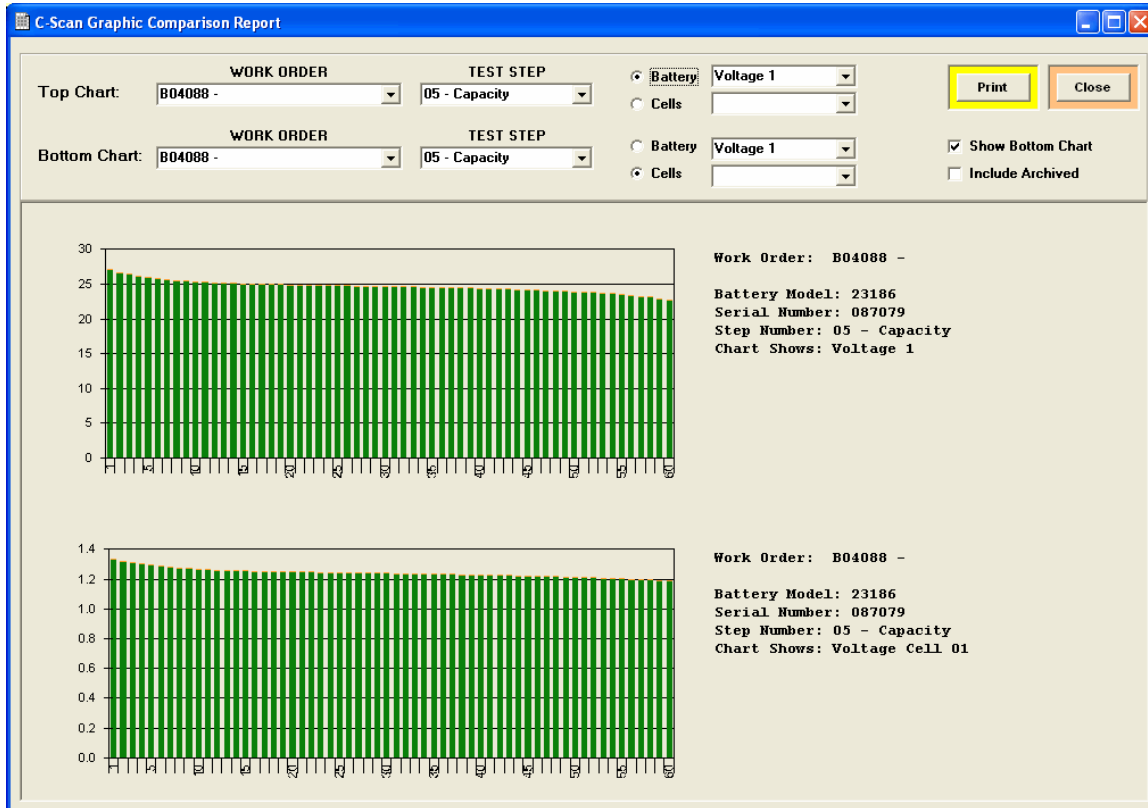 C-Scan Graphic Comparison Report
WORK ORDER TEST STEP
Top Chart: B04088 - 05 - Capacity Battery Voltage 1 Print Close
Cells
WORK ORDER TEST STEP
Bottom Chart: B04088 - 05 - Capacity Battery Voltage 1 Show Bottom Chart
Cells Include Archived
30
25
20
15
10
5
0
1 5 10 15 20 25 30 35 40 45 50 55 60
Work Order: B04088 -
Battery Model: 23186
Serial Number: 087079
Step Number: 05 - Capacity
Chart Shows: Voltage 1
1.4
1.2
1.0
0.8
0.6
0.4
0.2
0.0
1 5 10 15 20 25 30 35 40 45 50 55 60
Work Order: B04088 -
Battery Model: 23186
Serial Number: 087079
Step Number: 05 - Capacity
Chart Shows: Voltage Cell 01